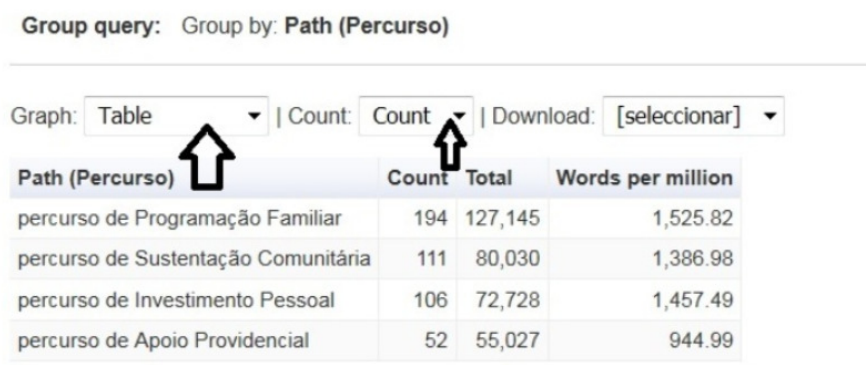 Group query: Group by: Path (Percurso)
Graph: Table | Count: Count | Download: [seleccionar]
Path (Percurso) Count Total Words per million
percurso de Programação Familiar 194 127,145 1,525.82
percurso de Sustentação Comunitária 111 80,030 1,386.98
percurso de Investimento Pessoal 106 72,728 1,457.49
percurso de Apoio Providencial 52 55,027 944.99